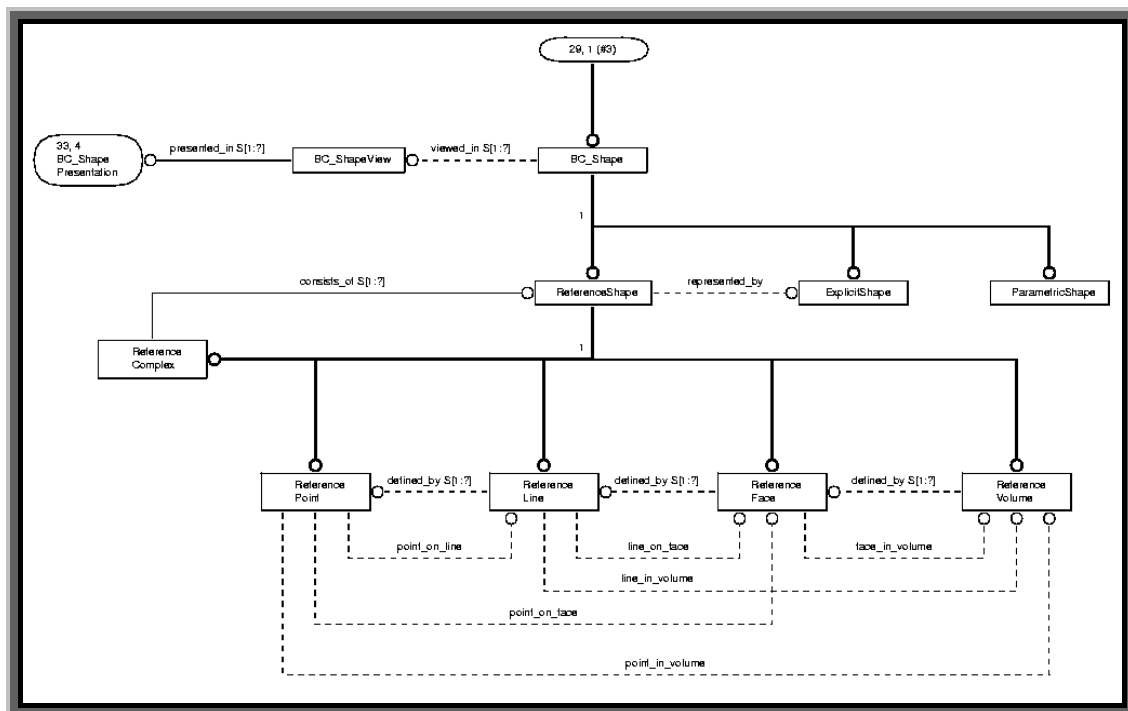 29, 1 (#3)
33, 4
BC_Shape
Presentation
presented_in S[1:?]
BC_ShapeView
viewed_in S[1:?]
BC_Shape
1
consists_of S[1:?]
ReferenceShape
represented_by
ExplicitShape
ParametricShape
Reference
Complex
1
Reference
Point
defined_by S[1:?]
Reference
Line
defined_by S[1:?]
Reference
Face
defined_by S[1:?]
Reference
Volume
point_on_line
line_on_face
face_in_volume
line_in_volume
point_on_face
point_in_volume